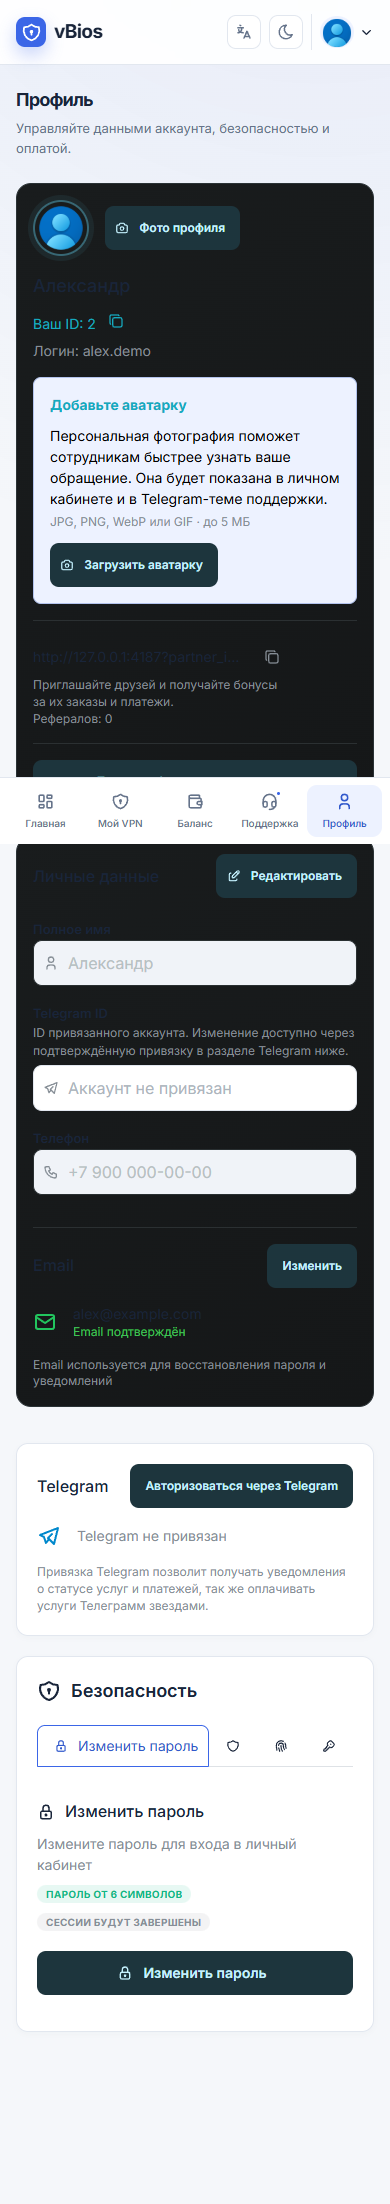 vBios
Профиль
Управляйте данными аккаунта, безопасностью и
оплатой.
Фото профиля
Александр
Ваш ID: 2
Логин: alex.demo
Добавьте аватарку
Персональная фотография поможет
сотрудникам быстрее узнать ваше
обращение. Она будет показана в личном
кабинете и в Telegram-теме поддержки.
JPG, PNG, WebP или GIF · до 5 МБ
Загрузить аватарку
http://127.0.0.1:4187?partner_i...
Приглашайте друзей и получайте бонусы
за их заказы и платежи.
Рефералов: 0
Главная
Мой VPN
Баланс
Поддержка
Профиль
Личные данные
Редактировать
Полное имя
Александр
Telegram ID
ID привязанного аккаунта. Изменение доступно через
подтверждённую привязку в разделе Telegram ниже.
Аккаунт не привязан
Телефон
+7 900 000-00-00
Email
Изменить
alex@example.com
Email подтверждён
Email используется для восстановления пароля и
уведомлений
Telegram
Авторизоваться через Telegram
Telegram не привязан
Привязка Telegram позволит получать уведомления
о статусе услуг и платежей, так же оплачивать
услуги Телеграмм звездами.
Безопасность
Изменить пароль
Изменить пароль
Измените пароль для входа в личный
кабинет
ПАРОЛЬ ОТ 6 СИМВОЛОВ
СЕССИИ БУДУТ ЗАВЕРШЕНЫ
Изменить пароль